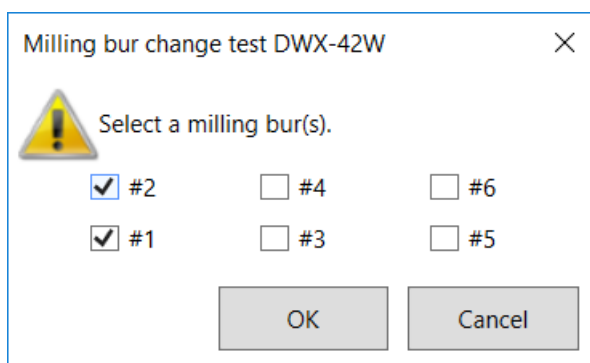 Milling bur change test DWX-42W
Select a milling bur(s).
#2 #4 #6
#1 #3 #5
OK Cancel